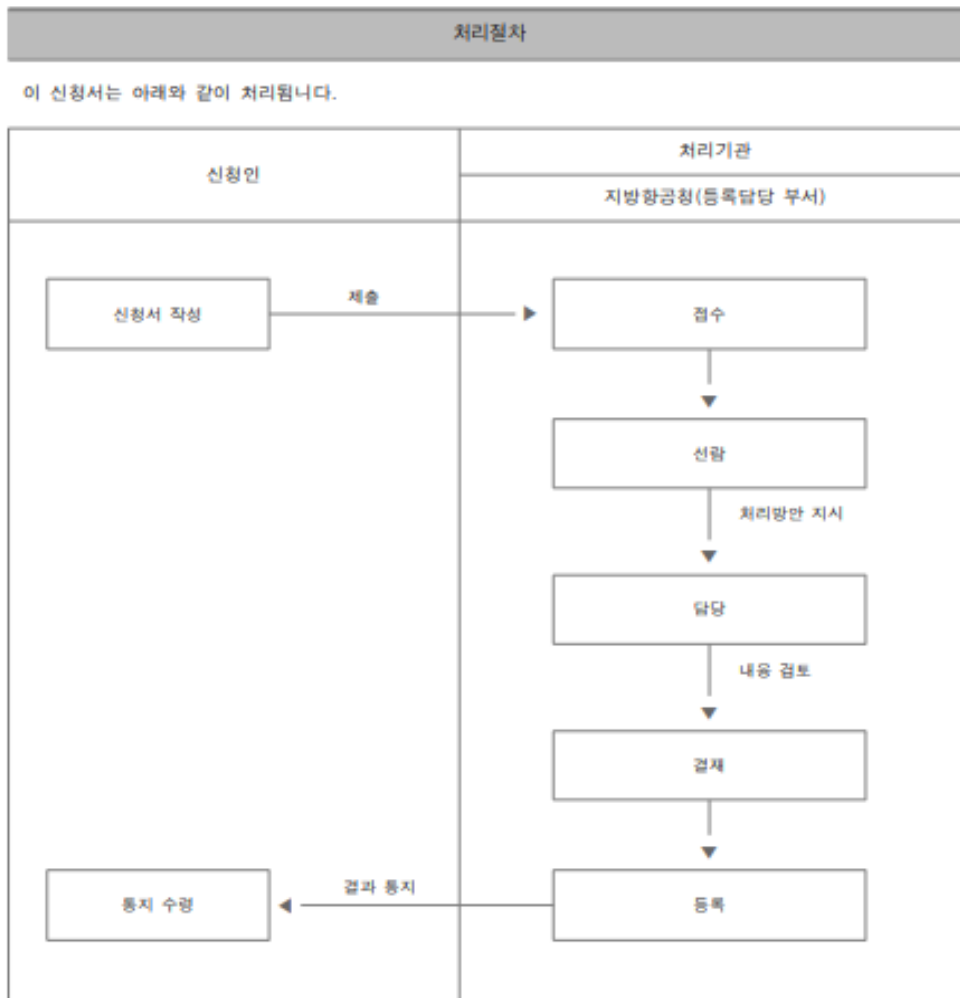 처리절차
이 신청서는 아래와 같이 처리됩니다.
신청인
처리기관
지방항공청(등록담당 부서)
신청서 작성
제출
접수
선람
처리방안 지시
담당
내용 검토
결재
통지 수령
결과 통지
등록